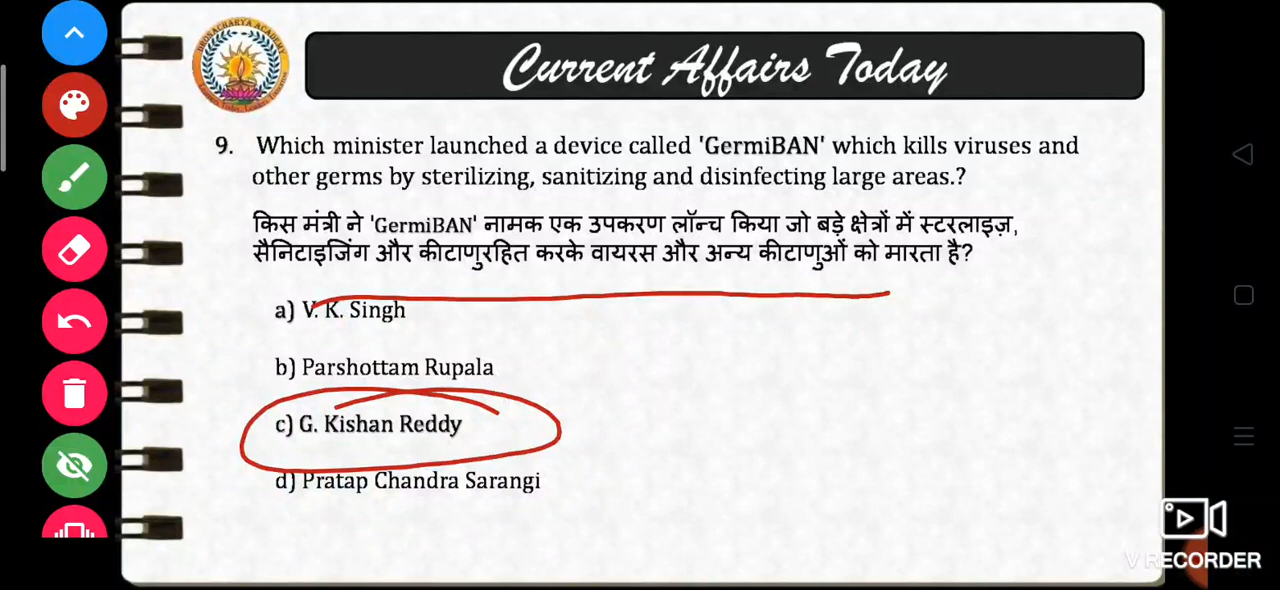 DRONACHARYA ACADEMY
Current Affairs Today
9. Which minister launched a device called 'GermiBAN' which kills viruses and
other germs by sterilizing, sanitizing and disinfecting large areas.?
किस मंत्री ने 'GermiBAN' नामक एक उपकरण लॉन्च किया जो बड़े क्षेत्रों में स्टरलाइज़,
सैनिटाइजिंग और कीटाणुरहित करके वायरस और अन्य कीटाणुओं को मारता है?
a) V. K. Singh
b) Parshottam Rupala
c) G. Kishan Reddy
d) Pratap Chandra Sarangi
V RECORDER